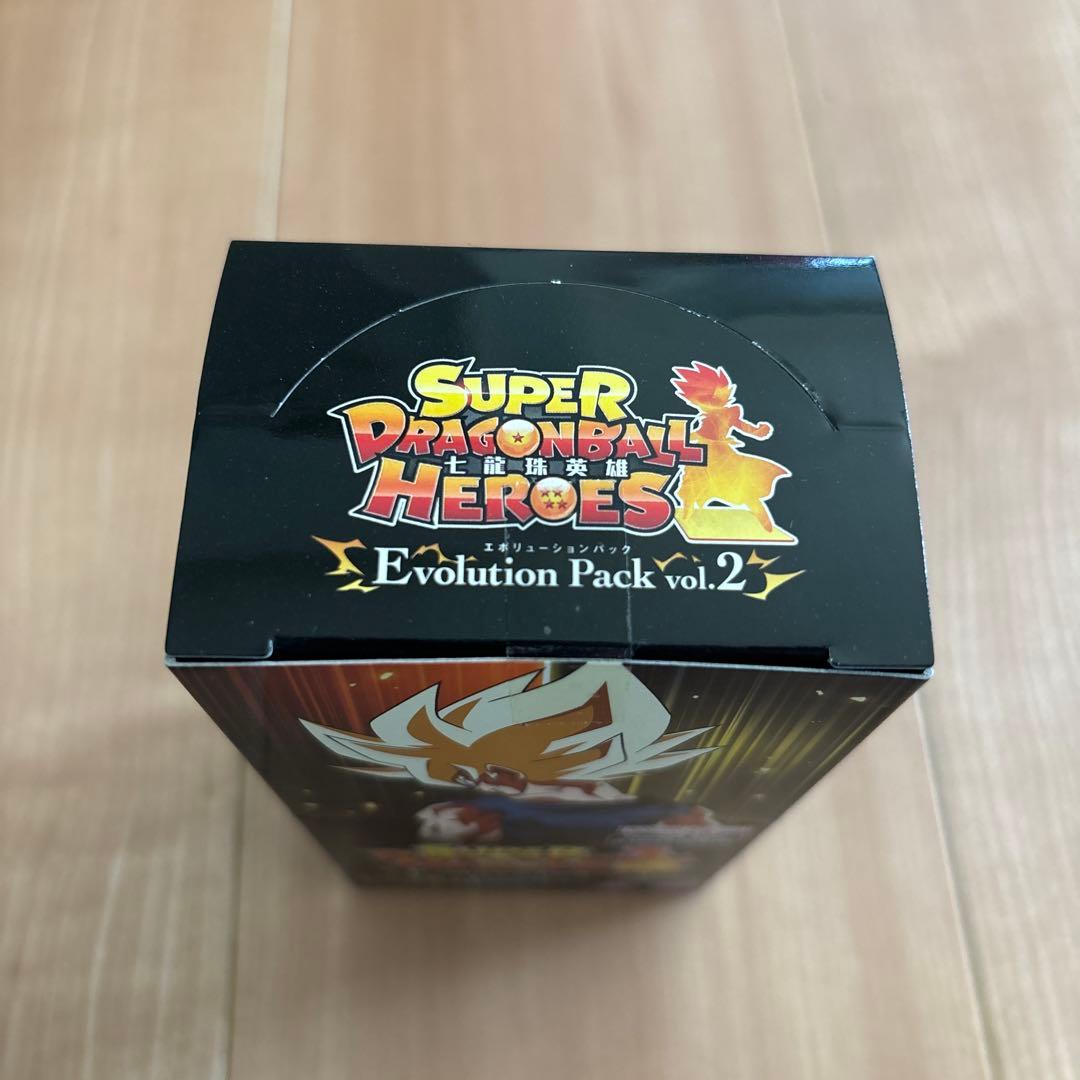 SUPER
DRAGONBALL
七龍珠英雄
HEROES
エボリューションパック
Evolution Pack vol.2